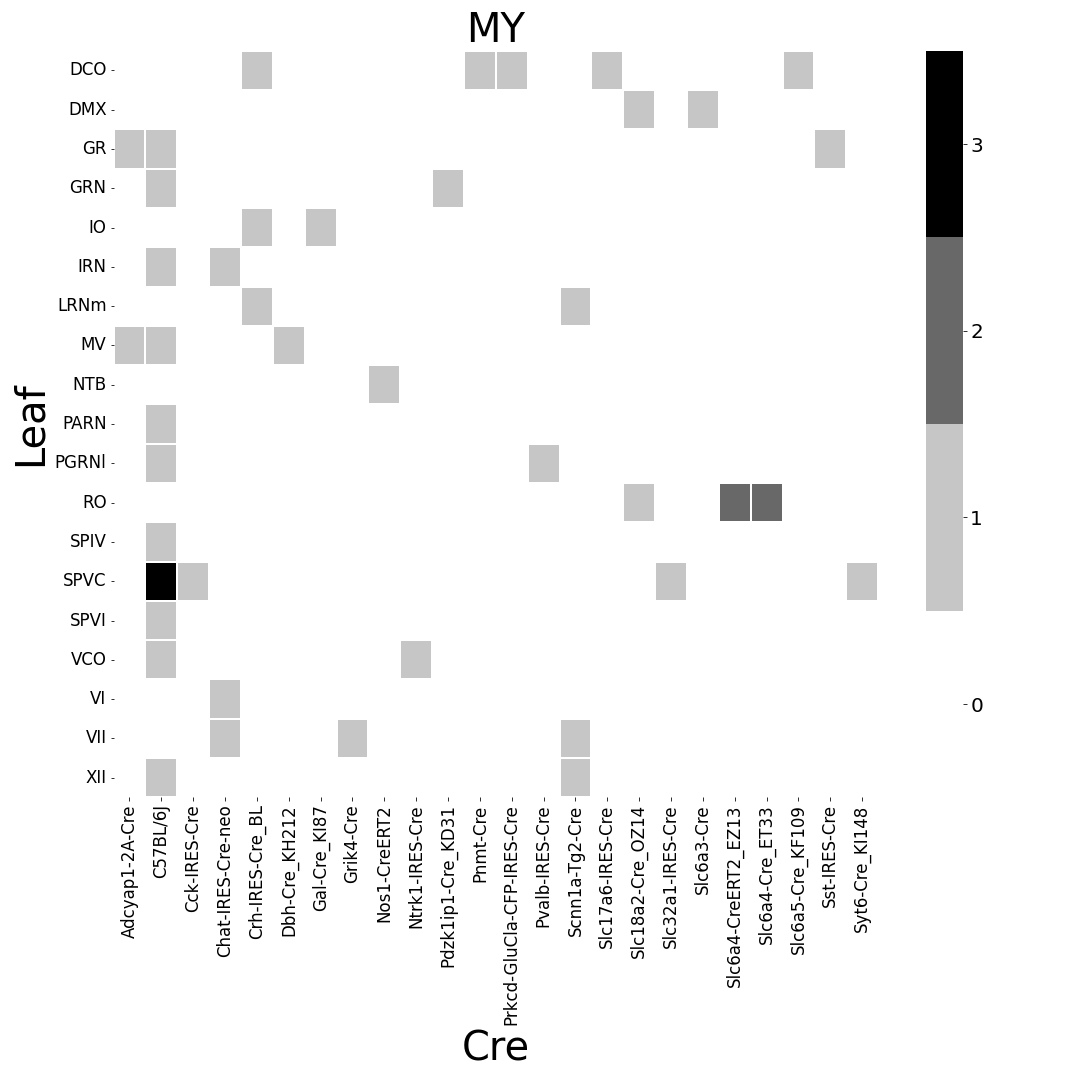 MY
Leaf
DCO
DMX
GR
GRN
IO
IRN
LRNm
MV
NTB
PARN
PGRNl
RO
SPIV
SPVC
SPVI
VCO
VI
VII
XII
Adcyap1-2A-Cre
C57BL/6J
Cck-IRES-Cre
Chat-IRES-Cre-neo
Crh-IRES-Cre_BL
Dbh-Cre_KH212
Gal-Cre_KI87
Grik4-Cre
Nos1-CreERT2
Ntrk1-IRES-Cre
Pdzk1ip1-Cre_KD31
Pnmt-Cre
Prkcd-GluCla-CFP-IRES-Cre
Pvalb-IRES-Cre
Scnn1a-Tg2-Cre
Slc17a6-IRES-Cre
Slc18a2-Cre_OZ14
Slc32a1-IRES-Cre
Slc6a3-Cre
Slc6a4-CreERT2_EZ13
Slc6a4-Cre_ET33
Slc6a5-Cre_KF109
Sst-IRES-Cre
Syt6-Cre_KI148
Cre
3
2
1
0